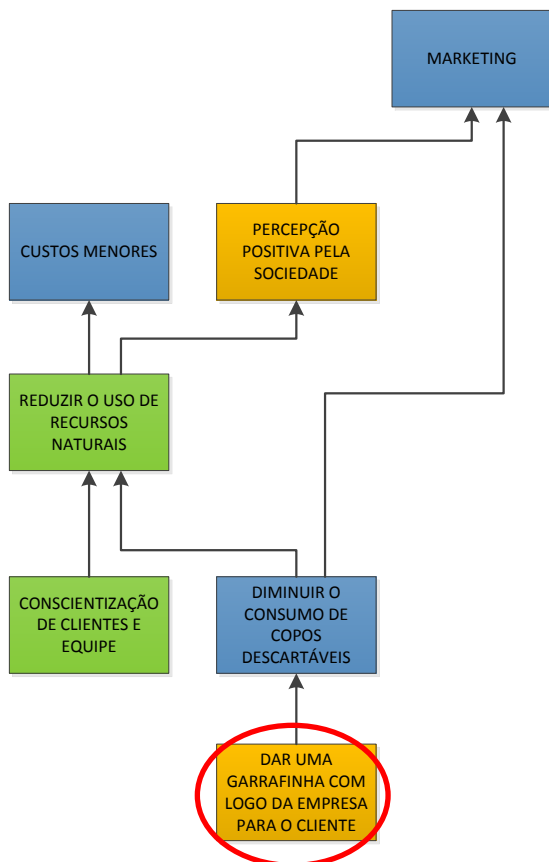 MARKETING
CUSTOS MENORES
PERCEPÇÃO
POSITIVA PELA
SOCIEDADE
REDUZIR O USO DE
RECURSOS
NATURAIS
CONSCIENTIZAÇÃO
DE CLIENTES E
EQUIPE
DIMINUIR O
CONSUMO DE
COPOS
DESCARTÁVEIS
DAR UMA
GARRAFINHA COM
LOGO DA EMPRESA
PARA O CLIENTE